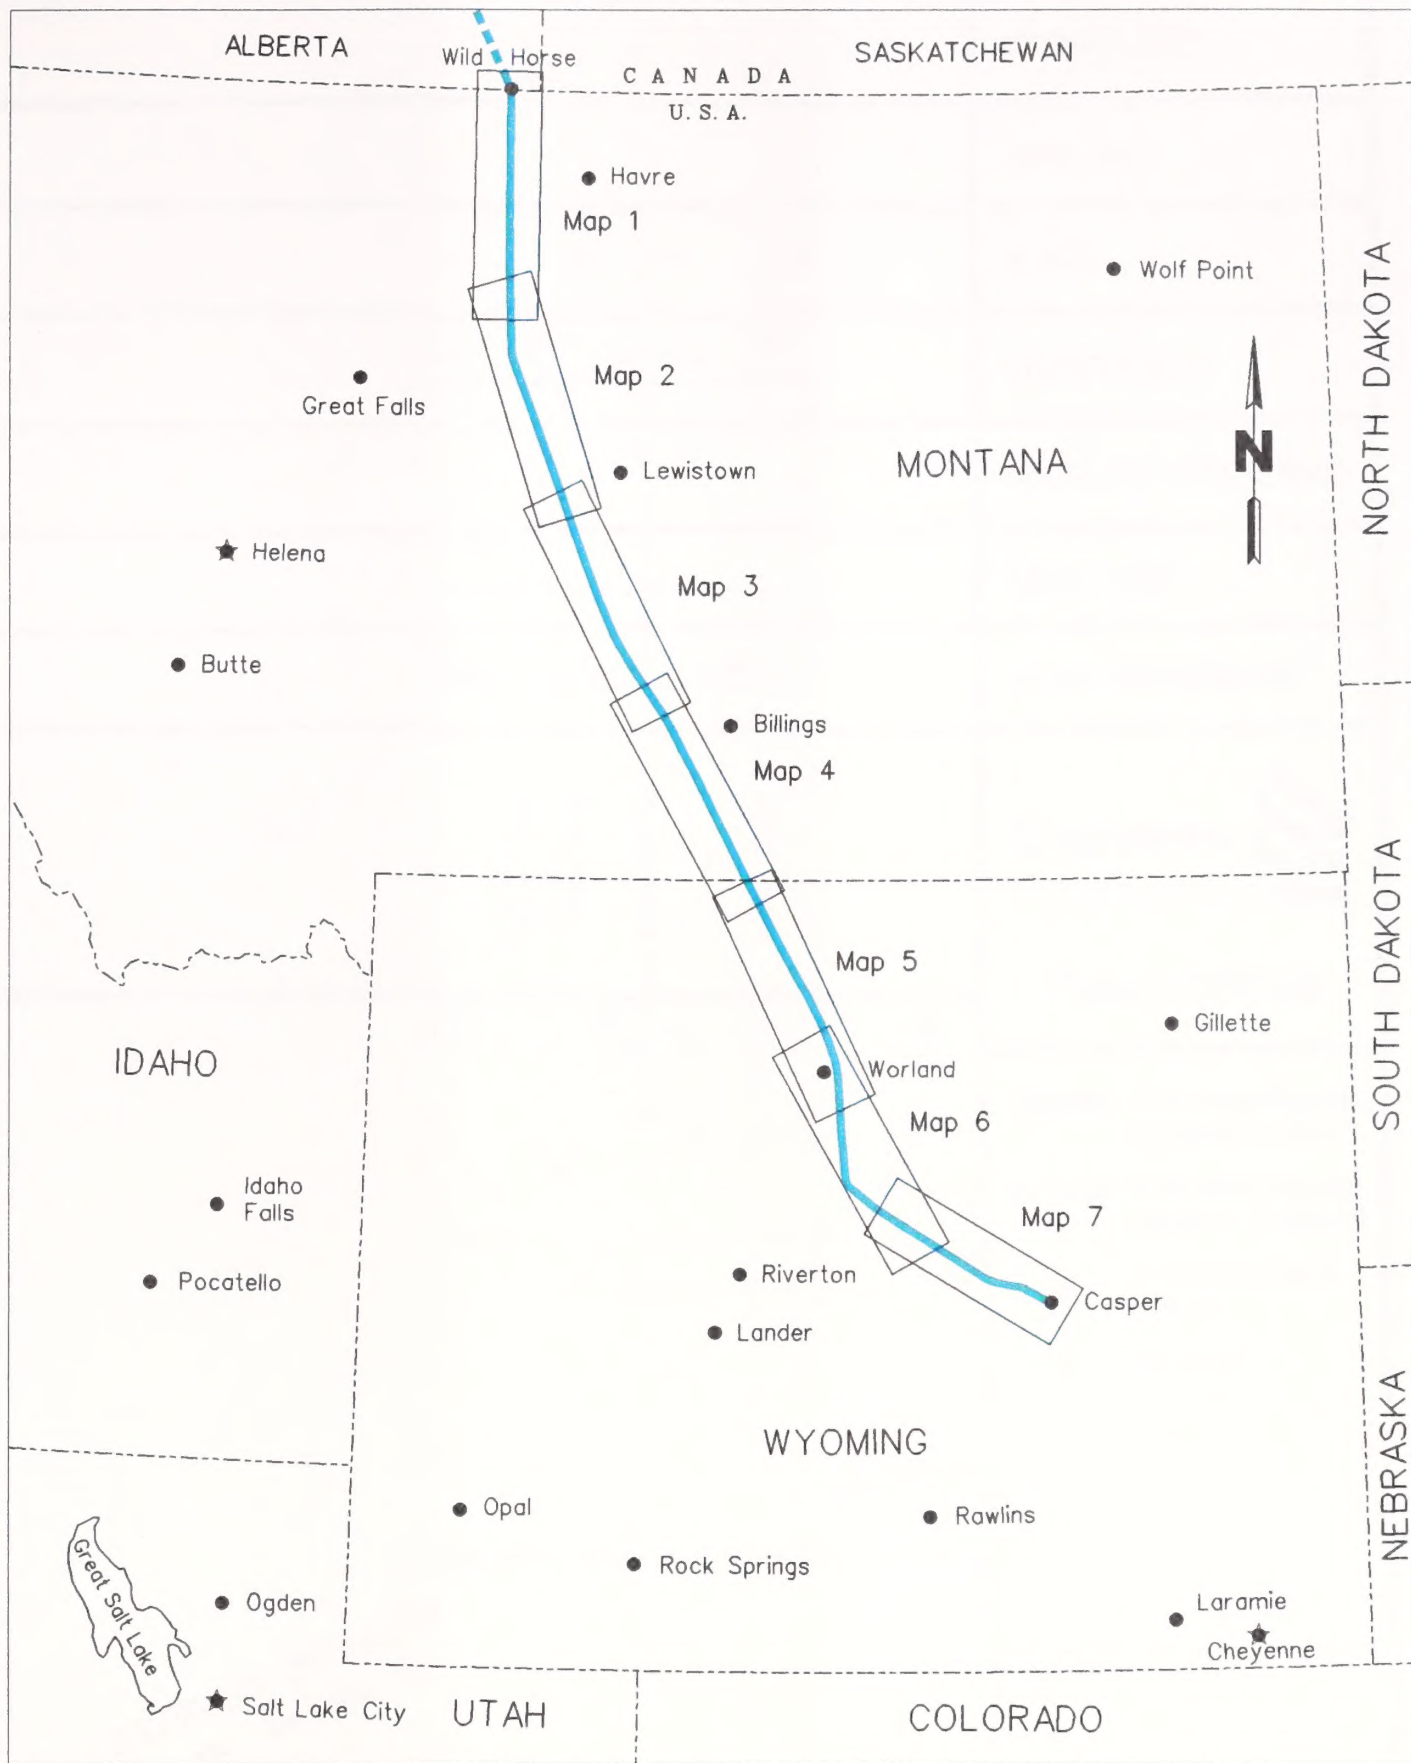 ALBERTA
Wild Horse
SASKATCHEWAN
CANADA
U.S.A.
Havre
Map 1
Wolf Point
NORTH DAKOTA
Map 2
Great Falls
Lewistown
MONTANA
N
Helena
Map 3
Butte
Billings
Map 4
SOUTH DAKOTA
Map 5
Gillette
IDAHO
Worland
Map 6
Idaho
Falls
Map 7
Pocatello
Riverton
Casper
Lander
WYOMING
NEBRASKA
Opal
Rawlins
Rock Springs
Great Salt Lake
Ogden
Laramie
Cheyenne
Salt Lake City
UTAH
COLORADO